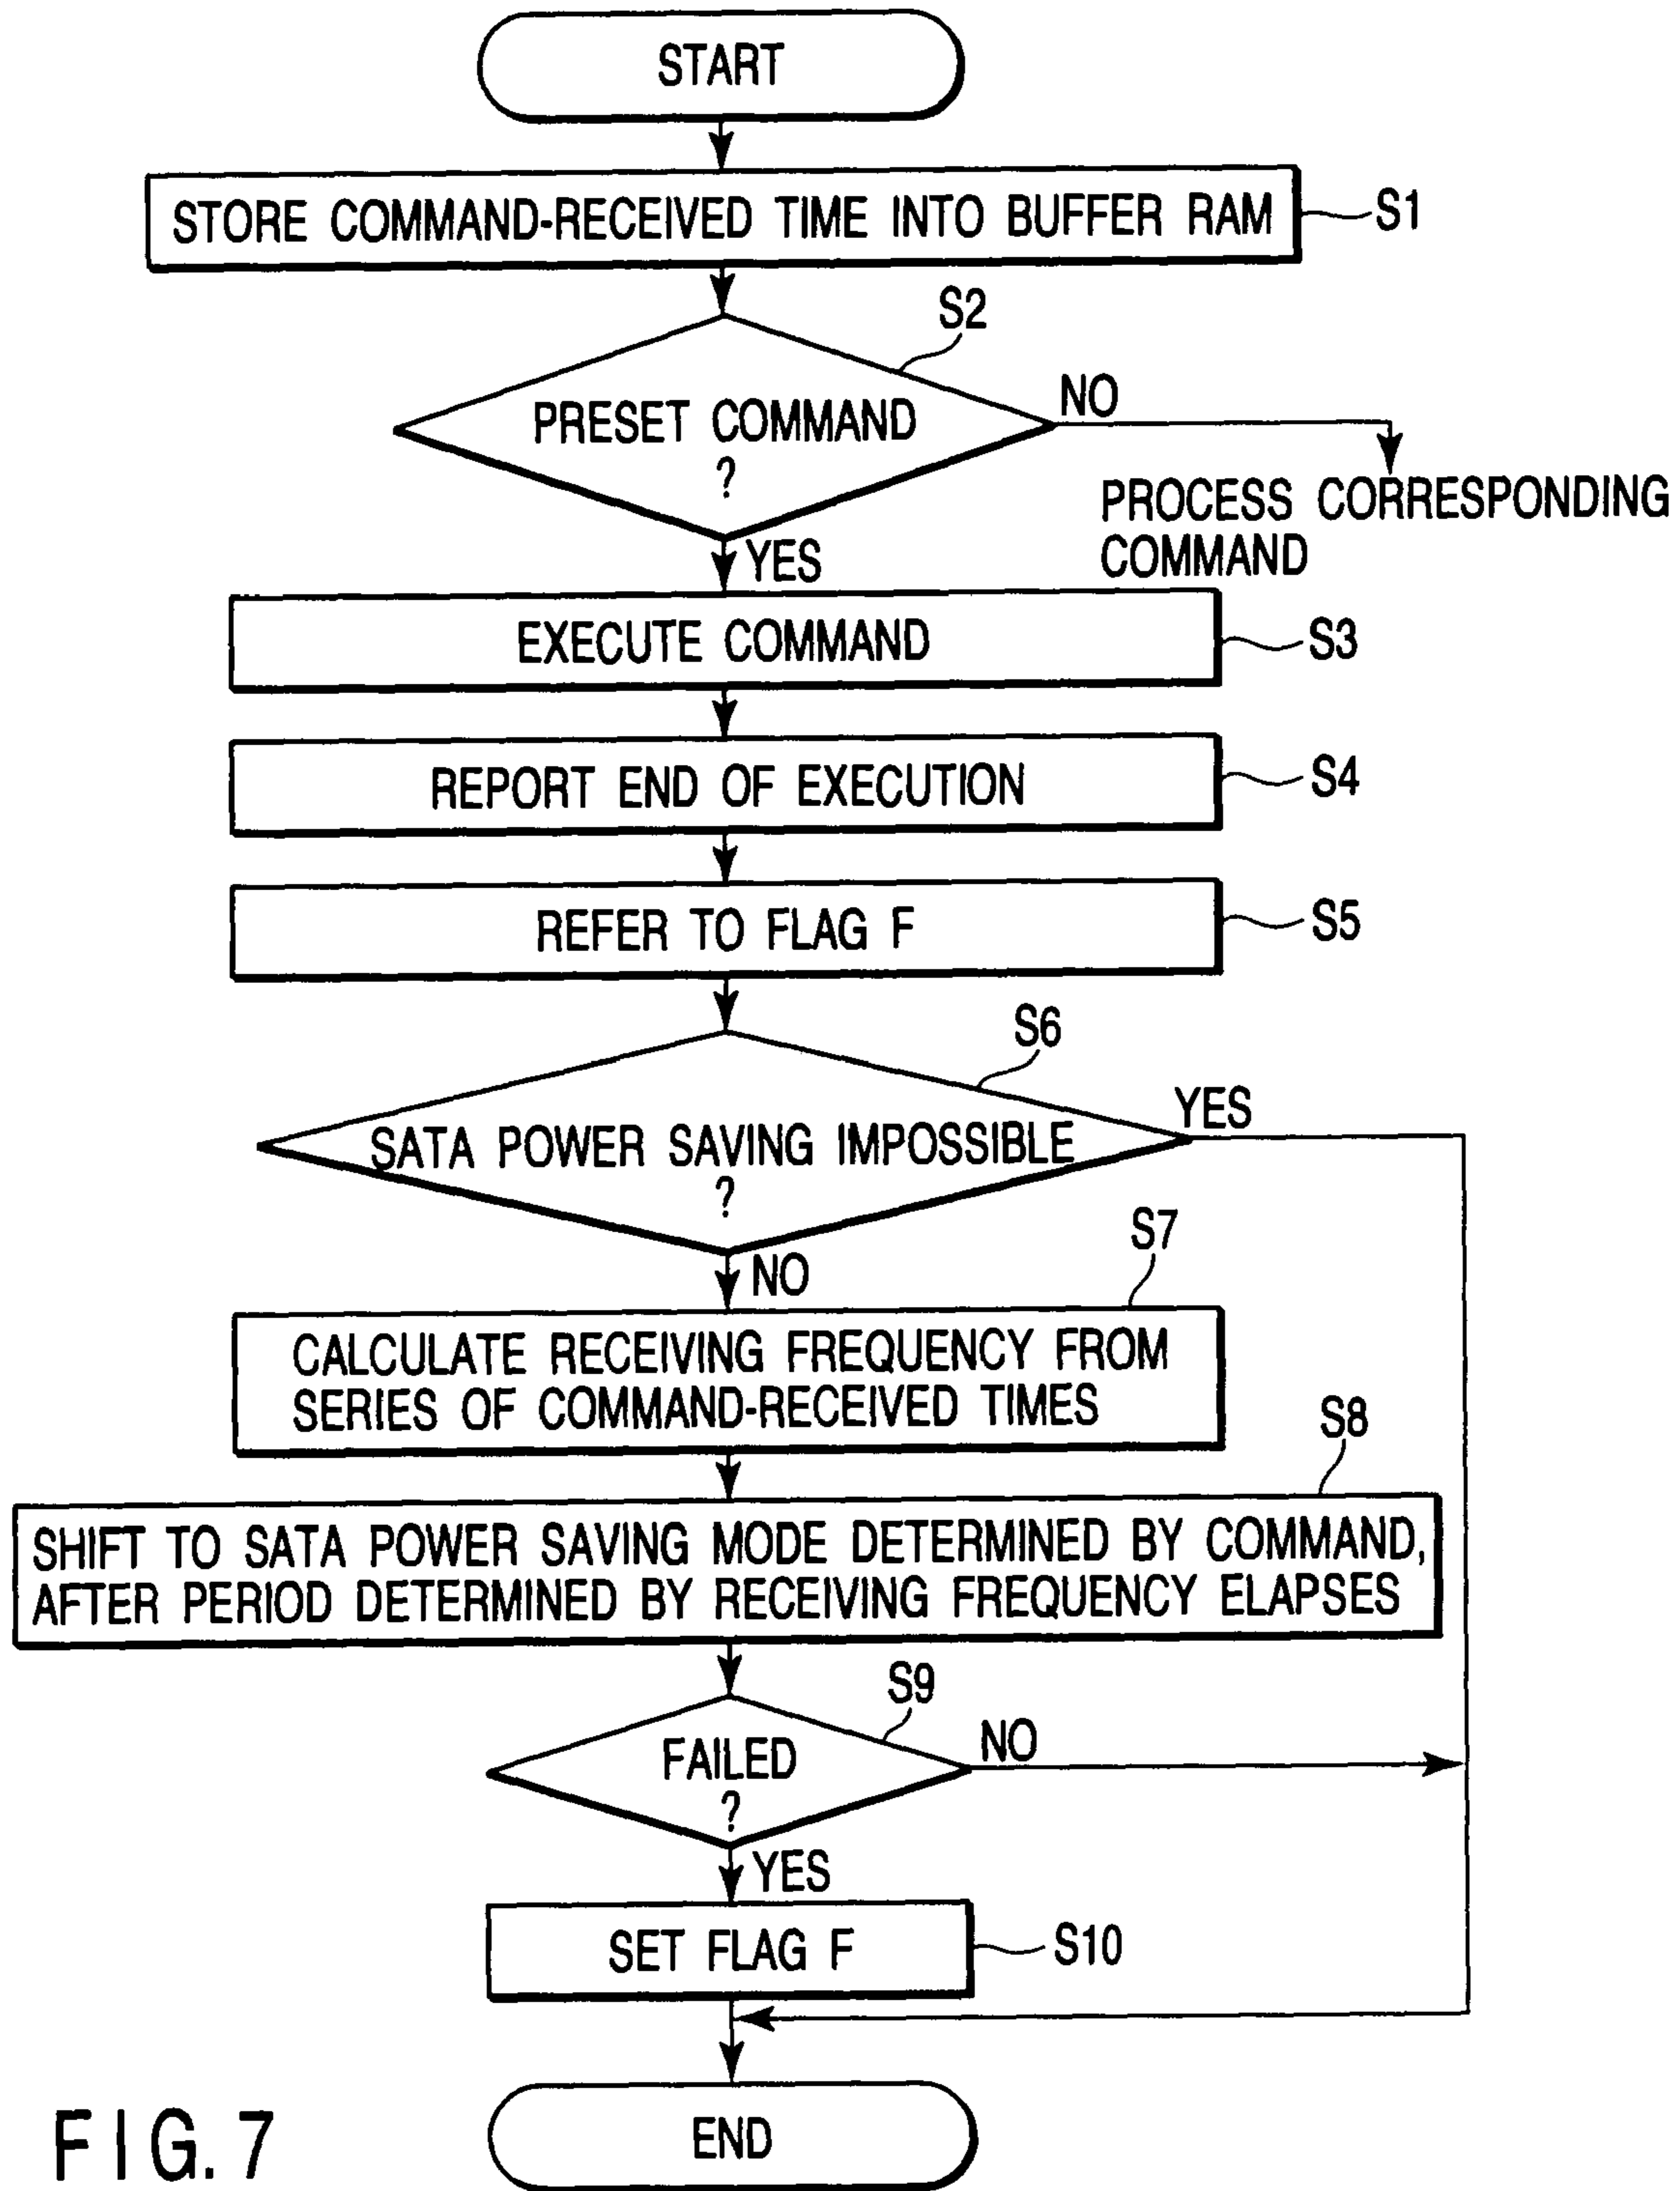 START
STORE COMMAND-RECEIVED TIME INTO BUFFER RAM
S1
S2
PRESET COMMAND
?
NO
PROCESS CORRESPONDING
COMMAND
YES
EXECUTE COMMAND
S3
REPORT END OF EXECUTION
S4
REFER TO FLAG F
S5
S6
SATA POWER SAVING IMPOSSIBLE
?
YES
NO
S7
CALCULATE RECEIVING FREQUENCY FROM
SERIES OF COMMAND-RECEIVED TIMES
S8
SHIFT TO SATA POWER SAVING MODE DETERMINED BY COMMAND,
AFTER PERIOD DETERMINED BY RECEIVING FREQUENCY ELAPSES
S9
FAILED
?
NO
YES
SET FLAG F
S10
END
FIG. 7